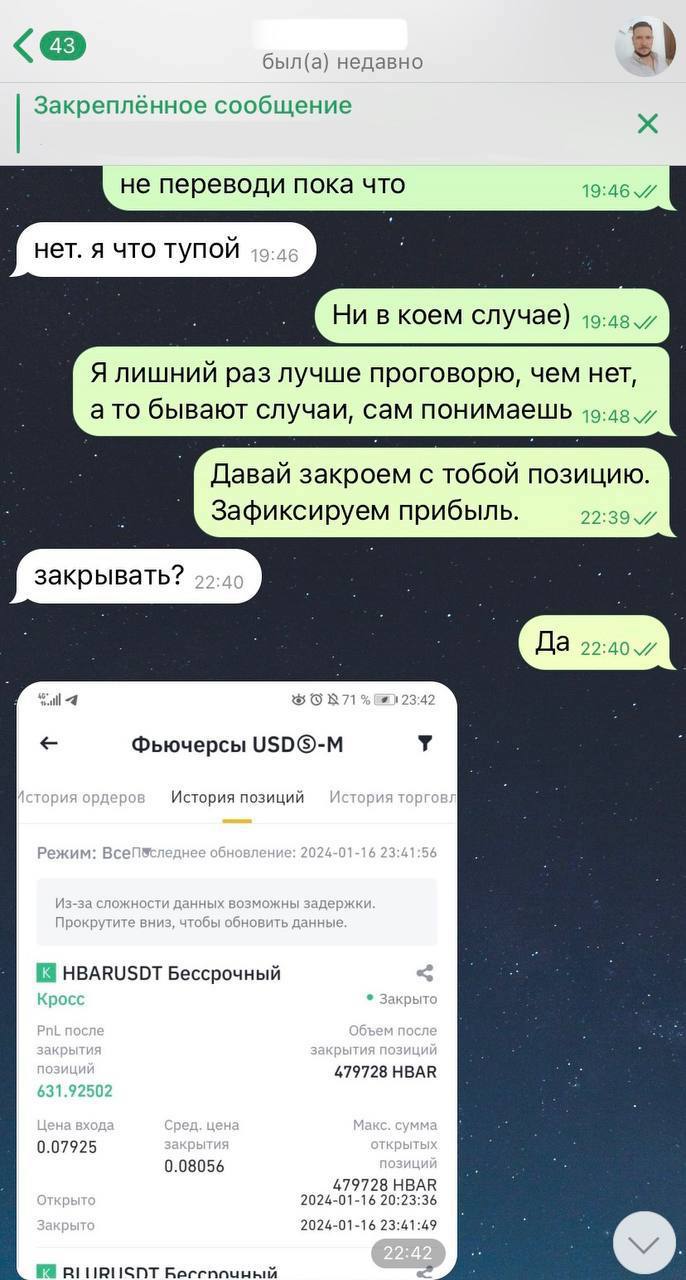 43
был(а) недавно
Закреплённое сообщение
не переводи пока что 19:46
нет. я что тупой 19:46
Ни в коем случае) 19:48
Я лишний раз лучше проговорю, чем нет,
а то бывают случаи, сам понимаешь 19:48
Давай закроем с тобой позицию.
Зафиксируем прибыль. 22:39
закрывать? 22:40
Да 22:40
71 % 23:42
Фьючерсы USDⓈ-M
История ордеров История позиций История торговл
Режим: Все Последнее обновление: 2024-01-16 23:41:56
Из-за сложности данных возможны задержки.
Прокрутите вниз, чтобы обновить данные.
К HBARUSDT Бессрочный
Кросс Закрыто
PnL после
закрытия
позиций
631.92502
Объем после
закрытия позиций
479728 HBAR
Цена входа
0.07925
Сред. цена
закрытия
0.08056
Макс. сумма
открытых
позиций
479728 HBAR
Открыто 2024-01-16 20:23:36
Закрыто 2024-01-16 23:41:49
К BLURUSDT Бессрочный
22:42